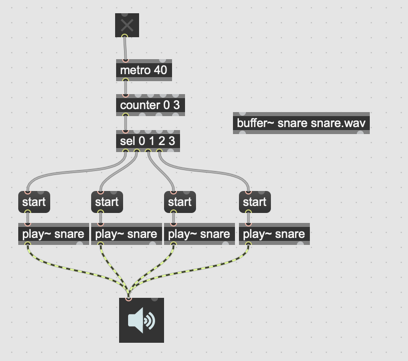 metro 40
counter 0 3
buffer~ snare snare.wav
sel 0 1 2 3
start
start
start
start
play~ snare
play~ snare
play~ snare
play~ snare